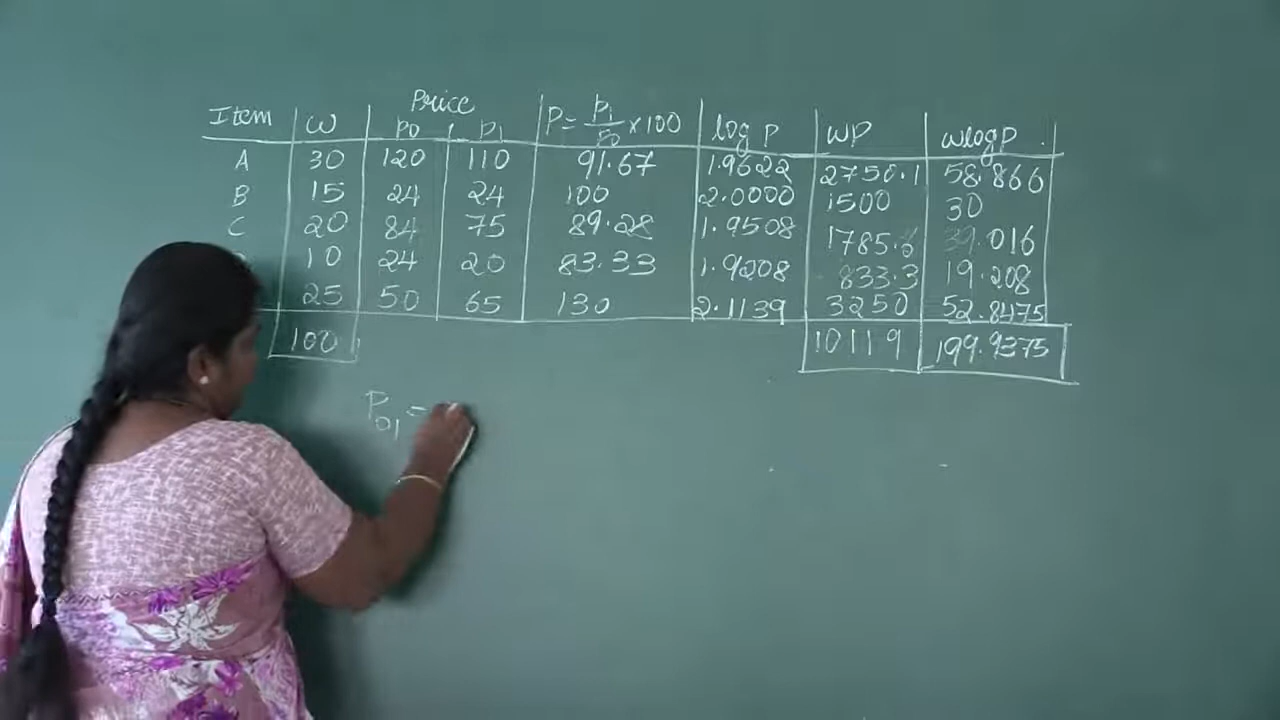 Price
Item ω P0 P1 P = P1/P0 × 100 log P WP wlog P
A 30 120 110 91.67 1.9622 2750.1 58.866
B 15 24 24 100 2.0000 1500 30
C 20 84 75 89.28 1.9508 1785.6 39.016
10 24 20 83.33 1.9208 833.3 19.208
25 50 65 130 2.1139 3250 52.8475
100 10119 199.9375
P01 =